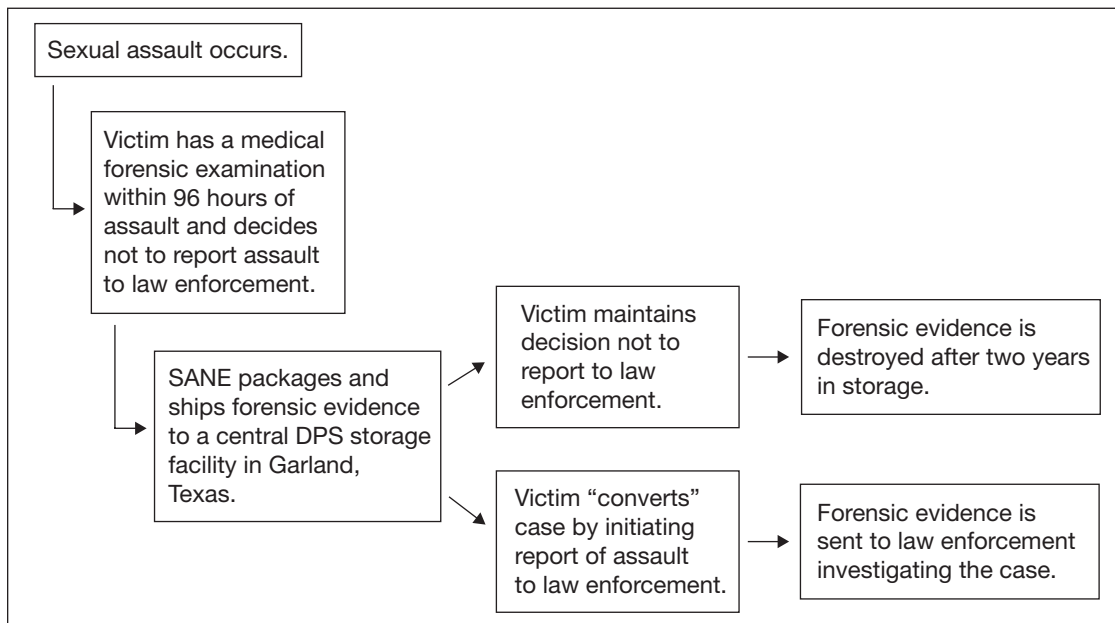 Sexual assault occurs.
Victim has a medical
forensic examination
within 96 hours of
assault and decides
not to report assault
to law enforcement.
SANE packages and
ships forensic evidence
to a central DPS storage
facility in Garland,
Texas.
Victim maintains
decision not to
report to law
enforcement.
Forensic evidence is
destroyed after two years
in storage.
Victim “converts”
case by initiating
report of assault
to law enforcement.
Forensic evidence is
sent to law enforcement
investigating the case.